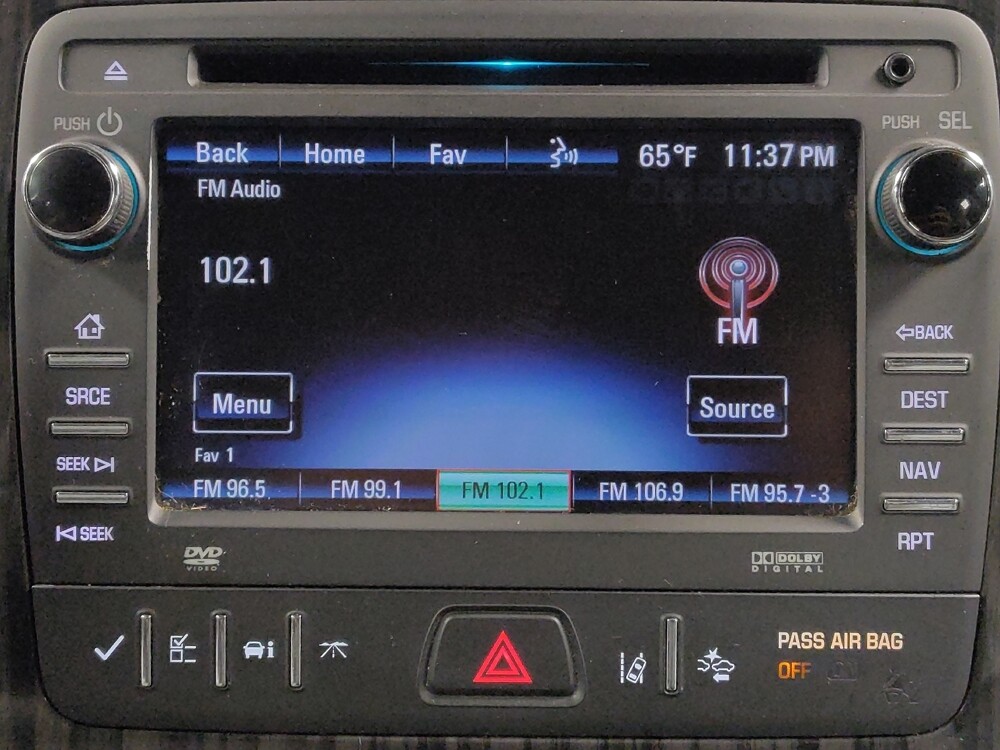 PUSH
PUSH SEL
Back Home Fav 65°F 11:37 PM
FM Audio
102.1
FM
BACK
SRCE
Menu
Source
DEST
SEEK
Fav 1
NAV
FM 96.5 FM 99.1 FM 102.1 FM 106.9 FM 95.7 -3
SEEK
RPT
DVD
VIDEO
DOLBY
DIGITAL
PASS AIR BAG
OFF ON